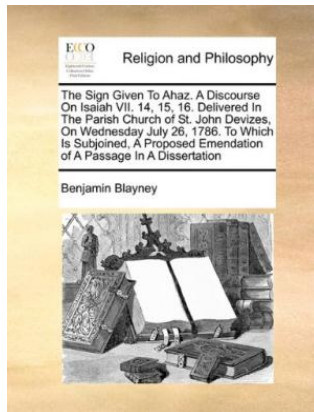 ECCO
Religion and Philosophy
The Sign Given To Ahaz. A Discourse
On Isaiah VII. 14, 15, 16. Delivered In
The Parish Church of St. John Devizes,
On Wednesday July 26, 1786. To Which
Is Subjoined, A Proposed Emendation
of A Passage In A Dissertation
Benjamin Blayney